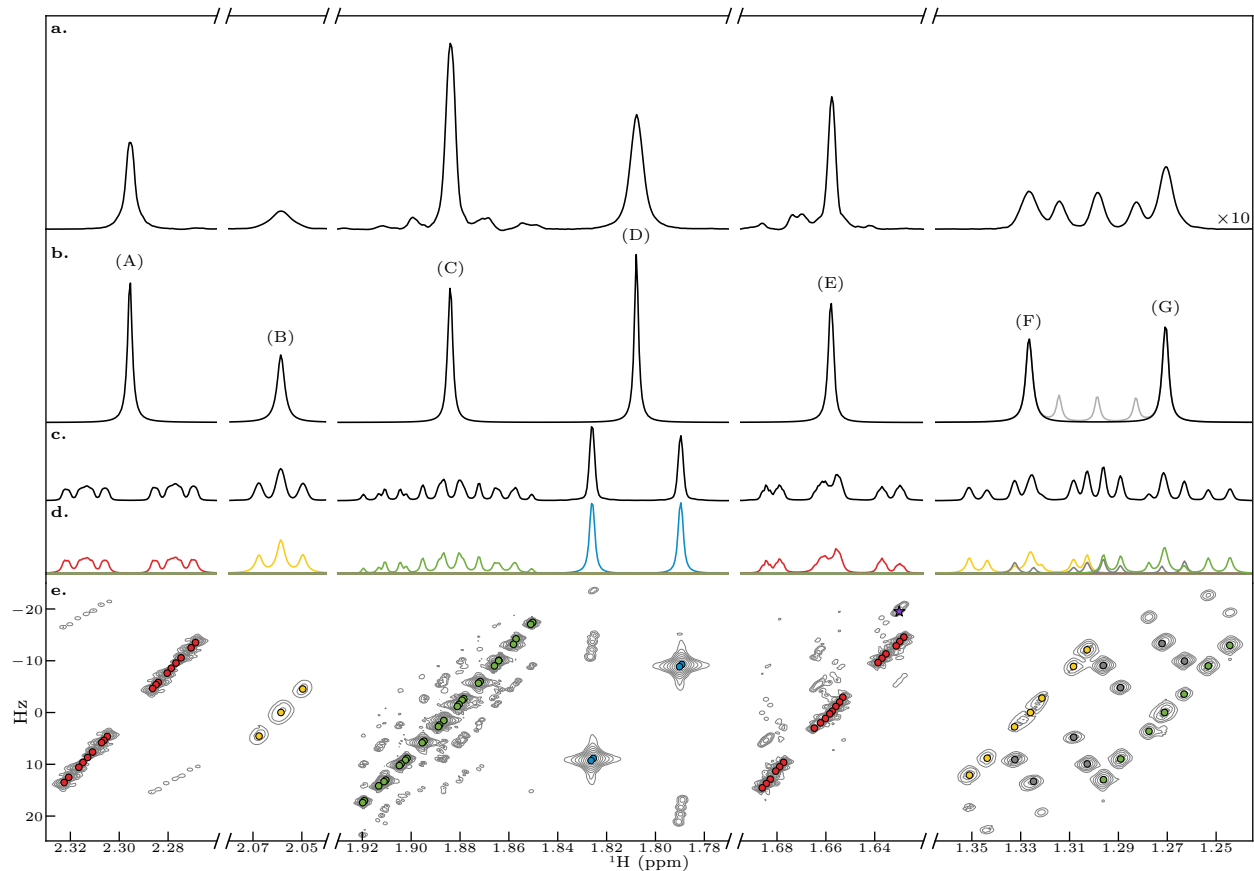 a.
×10
b.
(A)
(B)
(C)
(D)
(E)
(F)
(G)
c.
d.
e.
Hz
−20
−10
0
10
20
2.32 2.30 2.28 2.07 2.05 1.92 1.90 1.88 1.86 1.84 1.82 1.80 1.78 1.68 1.66 1.64 1.35 1.33 1.31 1.29 1.27 1.25
¹H (ppm)